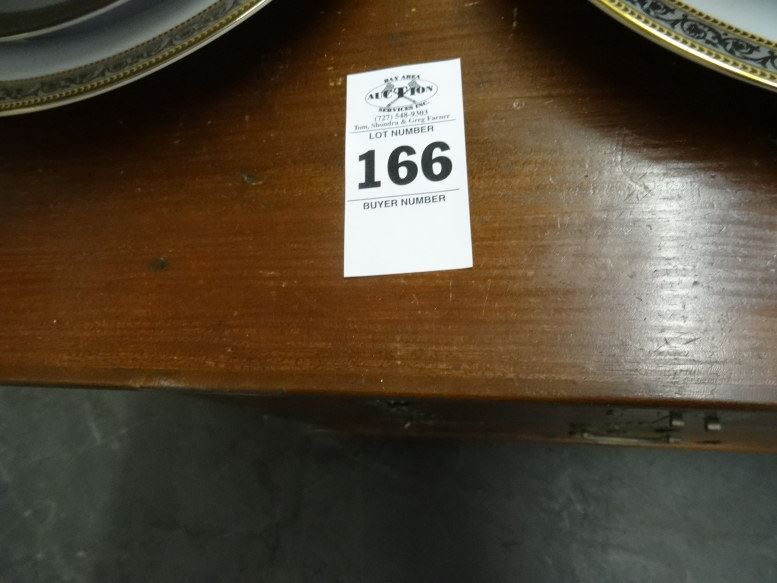 BAY AREA
AUCTION
SERVICES INC.
(727) 548-9303
Tom, Shondra & Greg Farner
LOT NUMBER
166
BUYER NUMBER